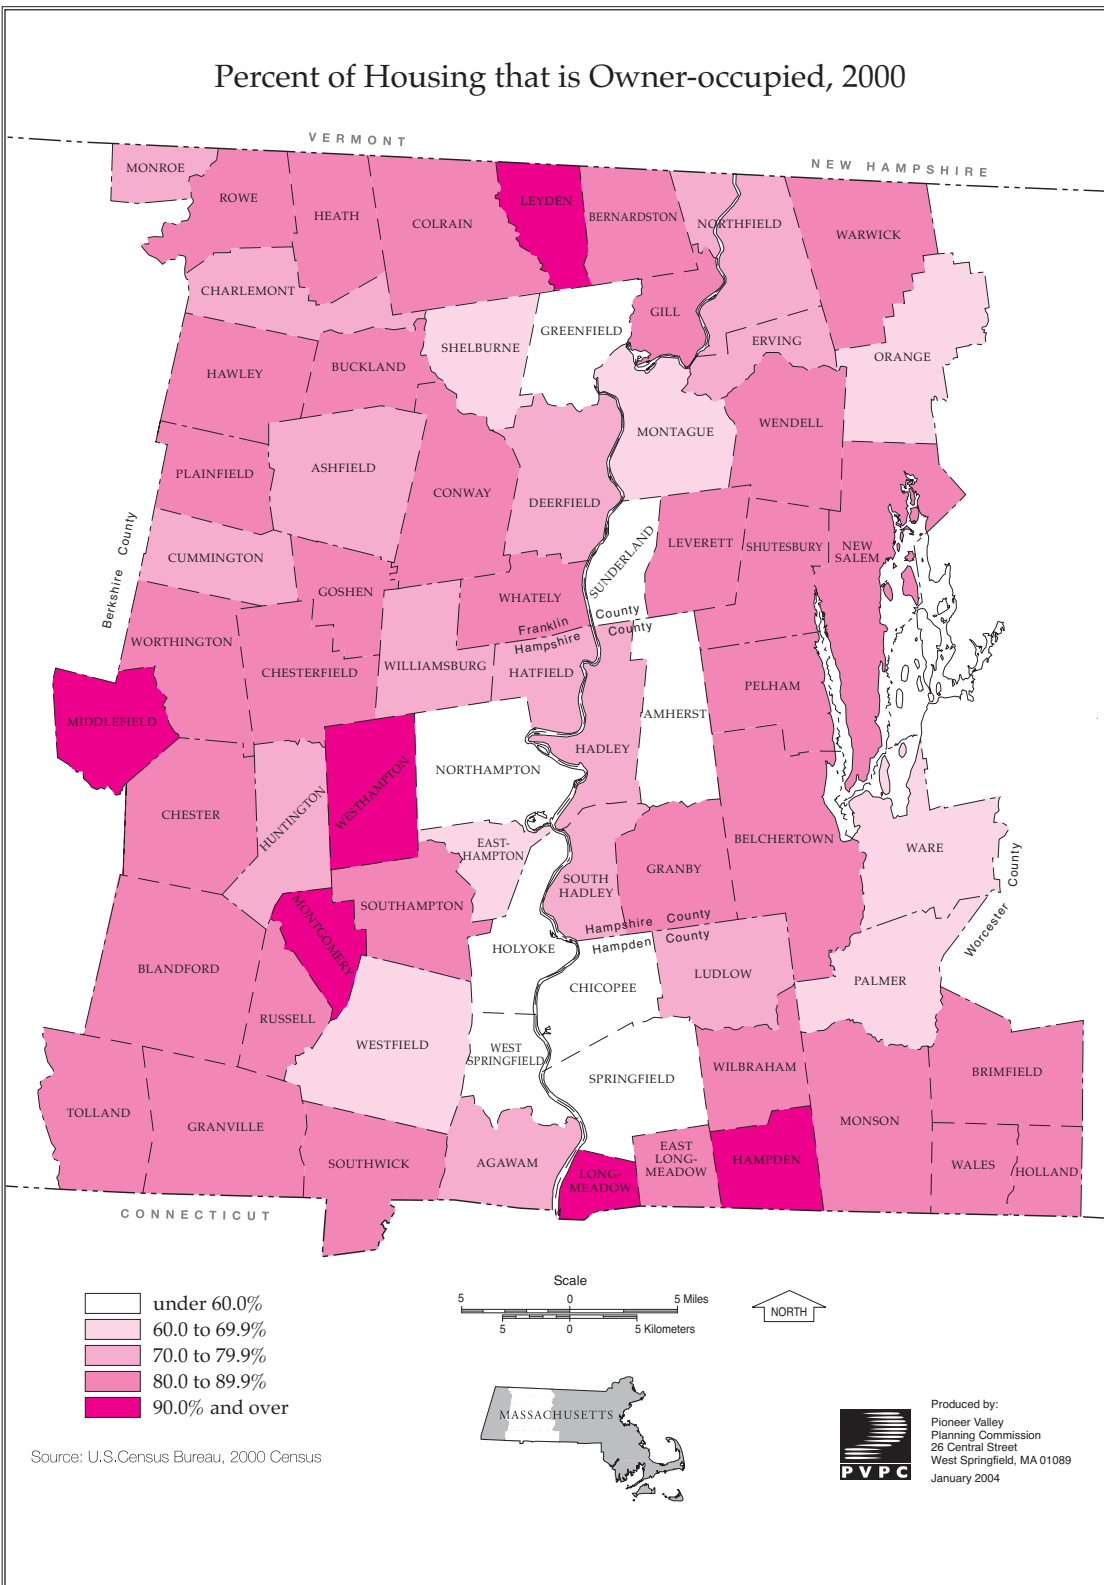 Percent of Housing that is Owner-occupied, 2000
VERMONT
NEW HAMPSHIRE
MONROE
ROWE
HEATH
COLRAIN
LEYDEN
BERNARDSTON
NORTHFIELD
WARWICK
CHARLEMONT
GILL
GREENFIELD
SHELBURNE
ERVING
ORANGE
HAWLEY
BUCKLAND
MONTAGUE
WENDELL
PLAINFIELD
ASHFIELD
CONWAY
DEERFIELD
SUNDERLAND
LEVERETT
SHUTESBURY
NEW
SALEM
Berkshire County
CUMMINGTON
GOSHEN
WHATELY
Franklin County
Hampshire County
WORTHINGTON
CHESTERFIELD
WILLIAMSBURG
HATFIELD
PELHAM
MIDDLEFIELD
AMHERST
HADLEY
NORTHAMPTON
WESTHAMPTON
CHESTER
HUNTINGTON
EAST-
HAMPTON
BELCHERTOWN
WARE
SOUTH
HADLEY
GRANBY
Worcester County
SOUTHAMPTON
MONTGOMERY
Hampshire County
Hampden County
HOLYOKE
BLANDFORD
LUDLOW
PALMER
CHICOPEE
RUSSELL
WESTFIELD
WEST
SPRINGFIELD
SPRINGFIELD
WILBRAHAM
BRIMFIELD
TOLLAND
GRANVILLE
MONSON
SOUTHWICK
AGAWAM
LONG-
MEADOW
EAST
LONG-
MEADOW
HAMPDEN
WALES
HOLLAND
CONNECTICUT
under 60.0%
60.0 to 69.9%
70.0 to 79.9%
80.0 to 89.9%
90.0% and over
Scale
5 0 5 Miles
5 0 5 Kilometers
NORTH
MASSACHUSETTS
Source: U.S.Census Bureau, 2000 Census
PVPC
Produced by:
Pioneer Valley
Planning Commission
26 Central Street
West Springfield, MA 01089
January 2004